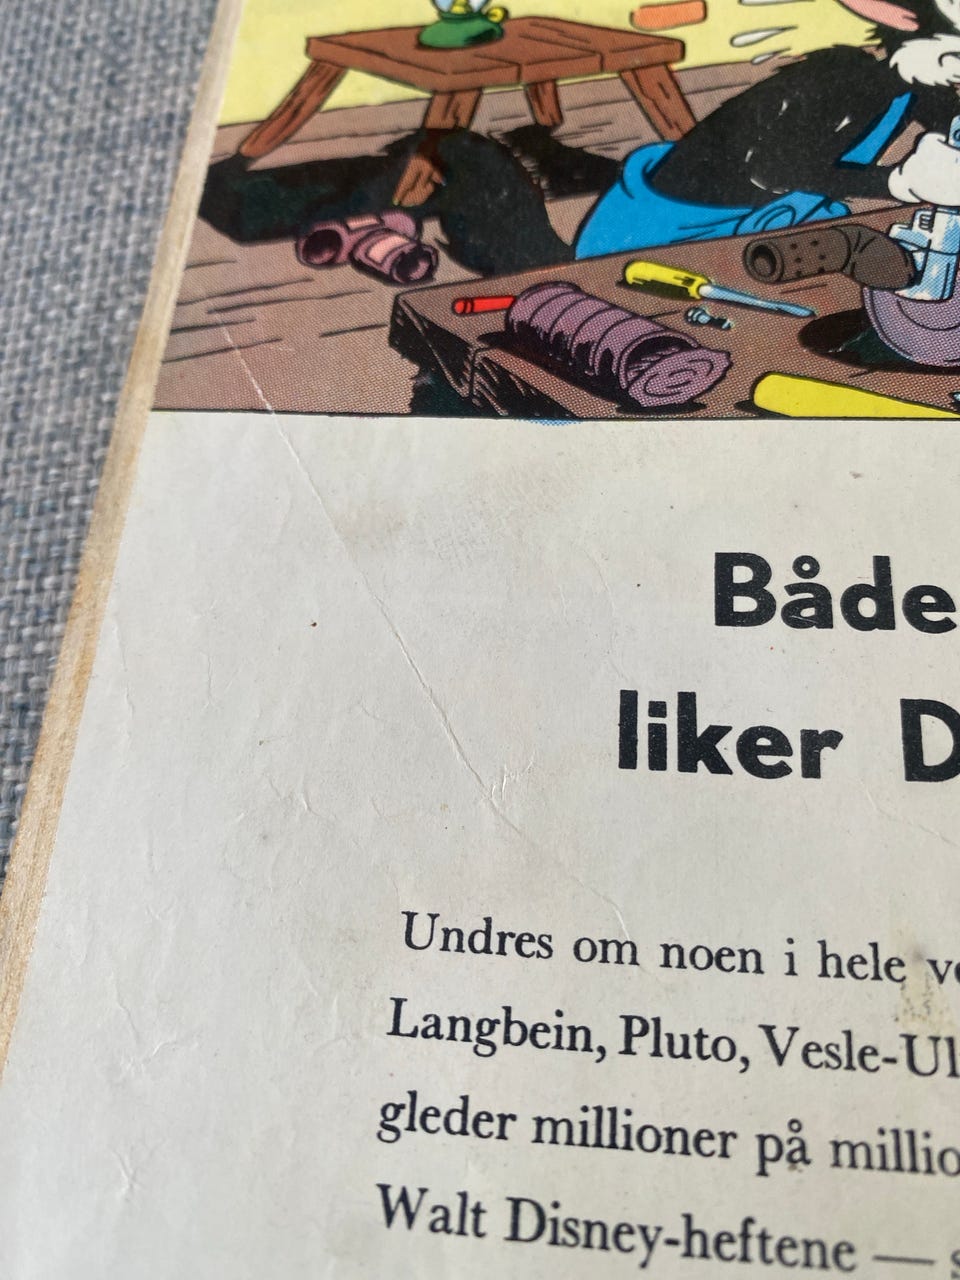 Både
liker
Undres om noen i hele
Langbein, Pluto,
gleder millioner på
Walt Disney-heftene —